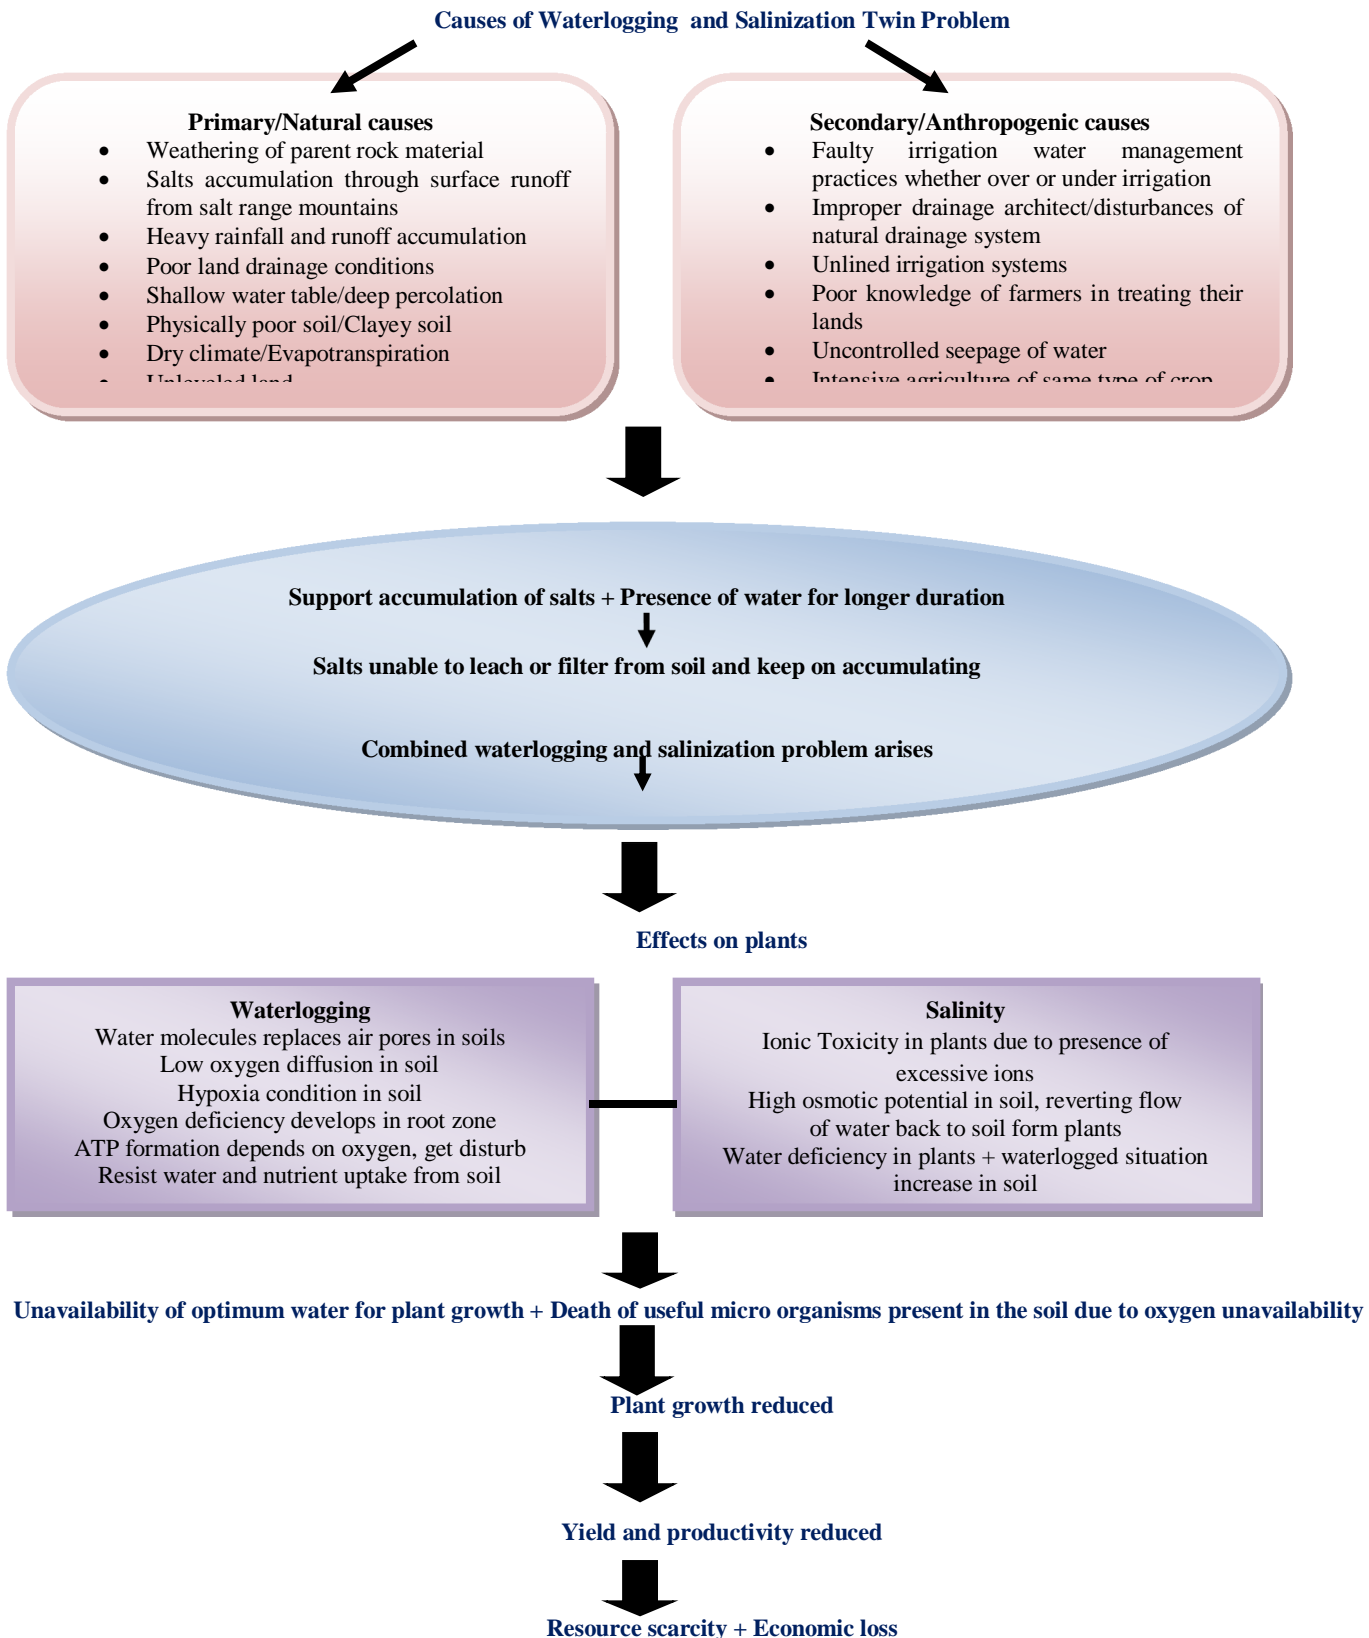 Causes of Waterlogging and Salinization Twin Problem
Primary/Natural causes
• Weathering of parent rock material
• Salts accumulation through surface runoff
from salt range mountains
• Heavy rainfall and runoff accumulation
• Poor land drainage conditions
• Shallow water table/deep percolation
• Physically poor soil/Clayey soil
• Dry climate/Evapotranspiration
• Unleveled land
Secondary/Anthropogenic causes
• Faulty irrigation water management
practices whether over or under irrigation
• Improper drainage architect/disturbances of
natural drainage system
• Unlined irrigation systems
• Poor knowledge of farmers in treating their
lands
• Uncontrolled seepage of water
• Intensive agriculture of same type of crop
Support accumulation of salts + Presence of water for longer duration
Salts unable to leach or filter from soil and keep on accumulating
Combined waterlogging and salinization problem arises
Effects on plants
Waterlogging
Water molecules replaces air pores in soils
Low oxygen diffusion in soil
Hypoxia condition in soil
Oxygen deficiency develops in root zone
ATP formation depends on oxygen, get disturb
Resist water and nutrient uptake from soil
Salinity
Ionic Toxicity in plants due to presence of
excessive ions
High osmotic potential in soil, reverting flow
of water back to soil form plants
Water deficiency in plants + waterlogged situation
increase in soil
Unavailability of optimum water for plant growth + Death of useful micro organisms present in the soil due to oxygen unavailability
Plant growth reduced
Yield and productivity reduced
Resource scarcity + Economic loss